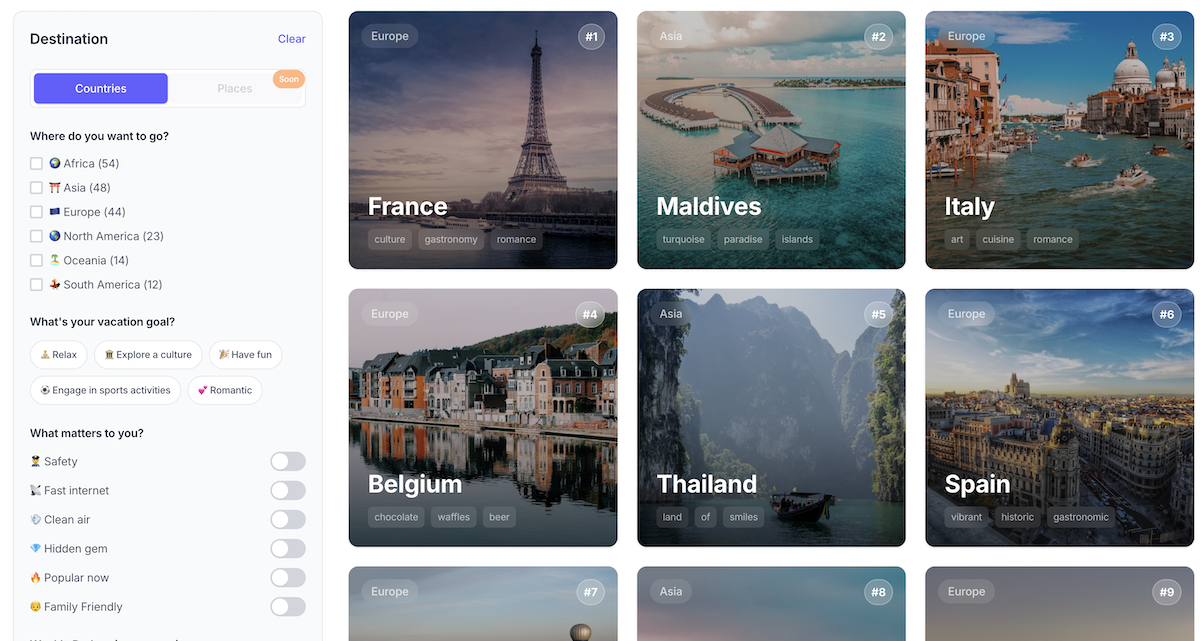 Destination
Clear
Countries
Places
Soon
Where do you want to go?
Africa (54)
Asia (48)
Europe (44)
North America (23)
Oceania (14)
South America (12)
What's your vacation goal?
Relax
Explore a culture
Have fun
Engage in sports activities
Romantic
What matters to you?
Safety
Fast internet
Clean air
Hidden gem
Popular now
Family Friendly
Europe
#1
France
culture
gastronomy
romance
Asia
#2
Maldives
turquoise
paradise
islands
Europe
#3
Italy
art
cuisine
romance
Europe
#4
Belgium
chocolate
waffles
beer
Asia
#5
Thailand
land
of
smiles
Europe
#6
Spain
vibrant
historic
gastronomic
Europe
#7
Asia
#8
Europe
#9